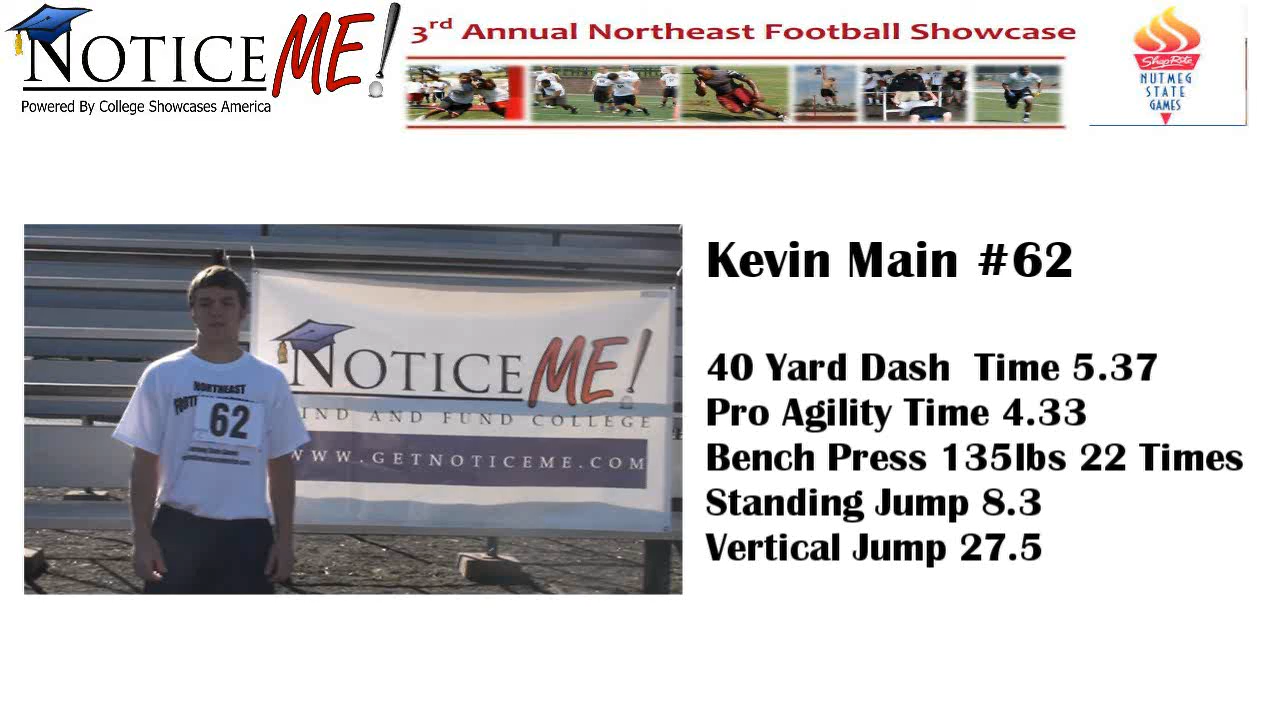 NOTICE ME!
Powered By College Showcases America
3rd Annual Northeast Football Showcase
ShopRite
NUTMEG
STATE
GAMES
Kevin Main #62
40 Yard Dash  Time 5.37
Pro Agility Time 4.33
Bench Press 135lbs 22 Times
Standing Jump 8.3
Vertical Jump 27.5
NOTICE ME!
IND AND FUND COLLEGE
WWW.GETNOTICEME.COM
NORTHEAST
62